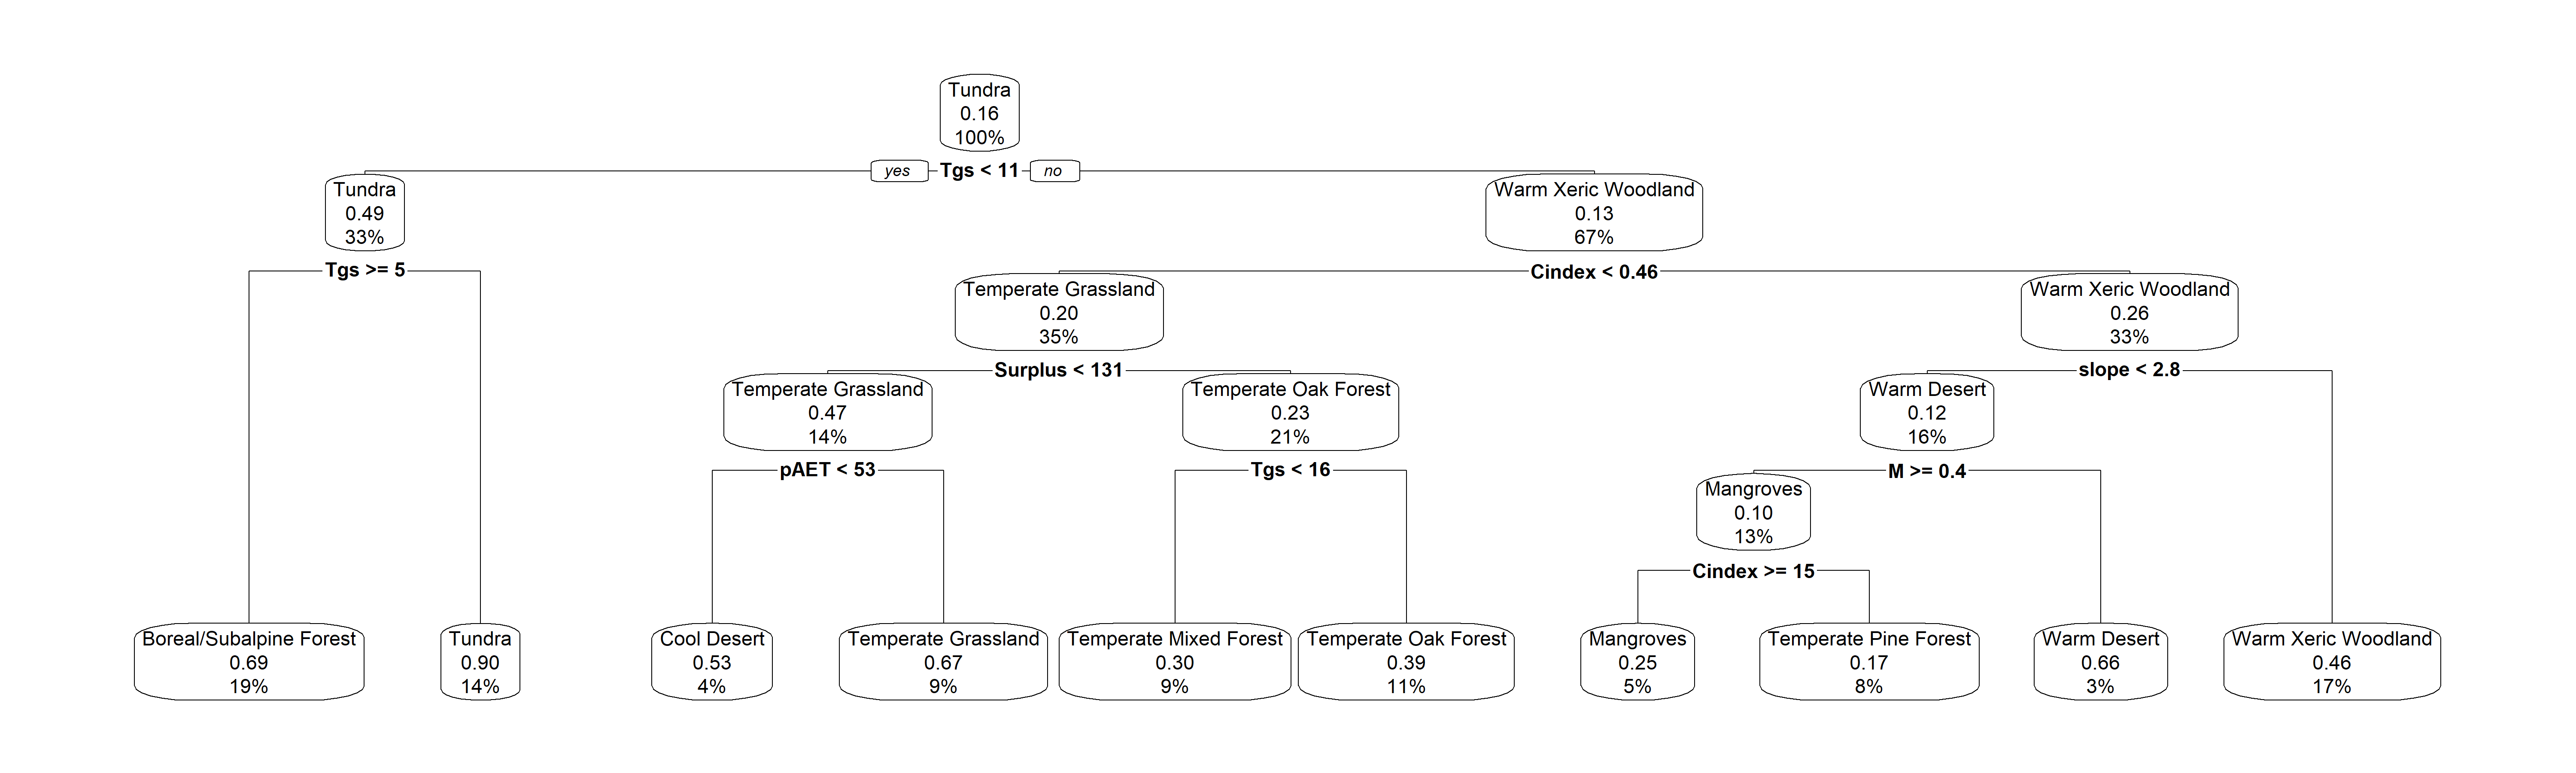 Tundra
0.16
100%
yes
Tgs < 11
no
Tundra
0.49
33%
Warm Xeric Woodland
0.13
67%
Tgs >= 5
Cindex < 0.46
Temperate Grassland
0.20
35%
Warm Xeric Woodland
0.26
33%
Surplus < 131
slope < 2.8
Temperate Grassland
0.47
14%
Temperate Oak Forest
0.23
21%
Warm Desert
0.12
16%
pAET < 53
Tgs < 16
M >= 0.4
Mangroves
0.10
13%
Cindex >= 15
Boreal/Subalpine Forest
0.69
19%
Tundra
0.90
14%
Cool Desert
0.53
4%
Temperate Grassland
0.67
9%
Temperate Mixed Forest
0.30
9%
Temperate Oak Forest
0.39
11%
Mangroves
0.25
5%
Temperate Pine Forest
0.17
8%
Warm Desert
0.66
3%
Warm Xeric Woodland
0.46
17%